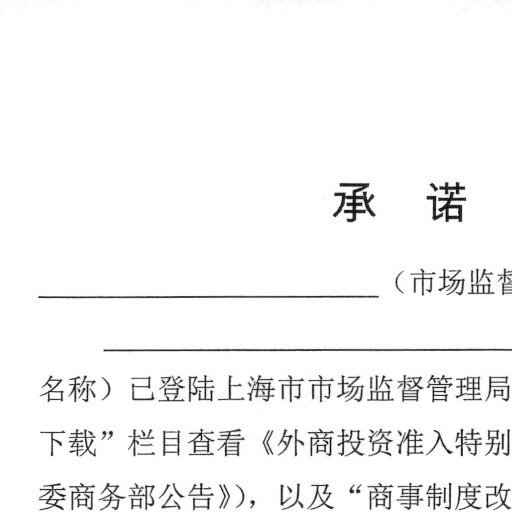 承 诺
（市场监督
名称）已登陆上海市市场监督管理局
下载”栏目查看《外商投资准入特别
委商务部公告》），以及“商事制度改